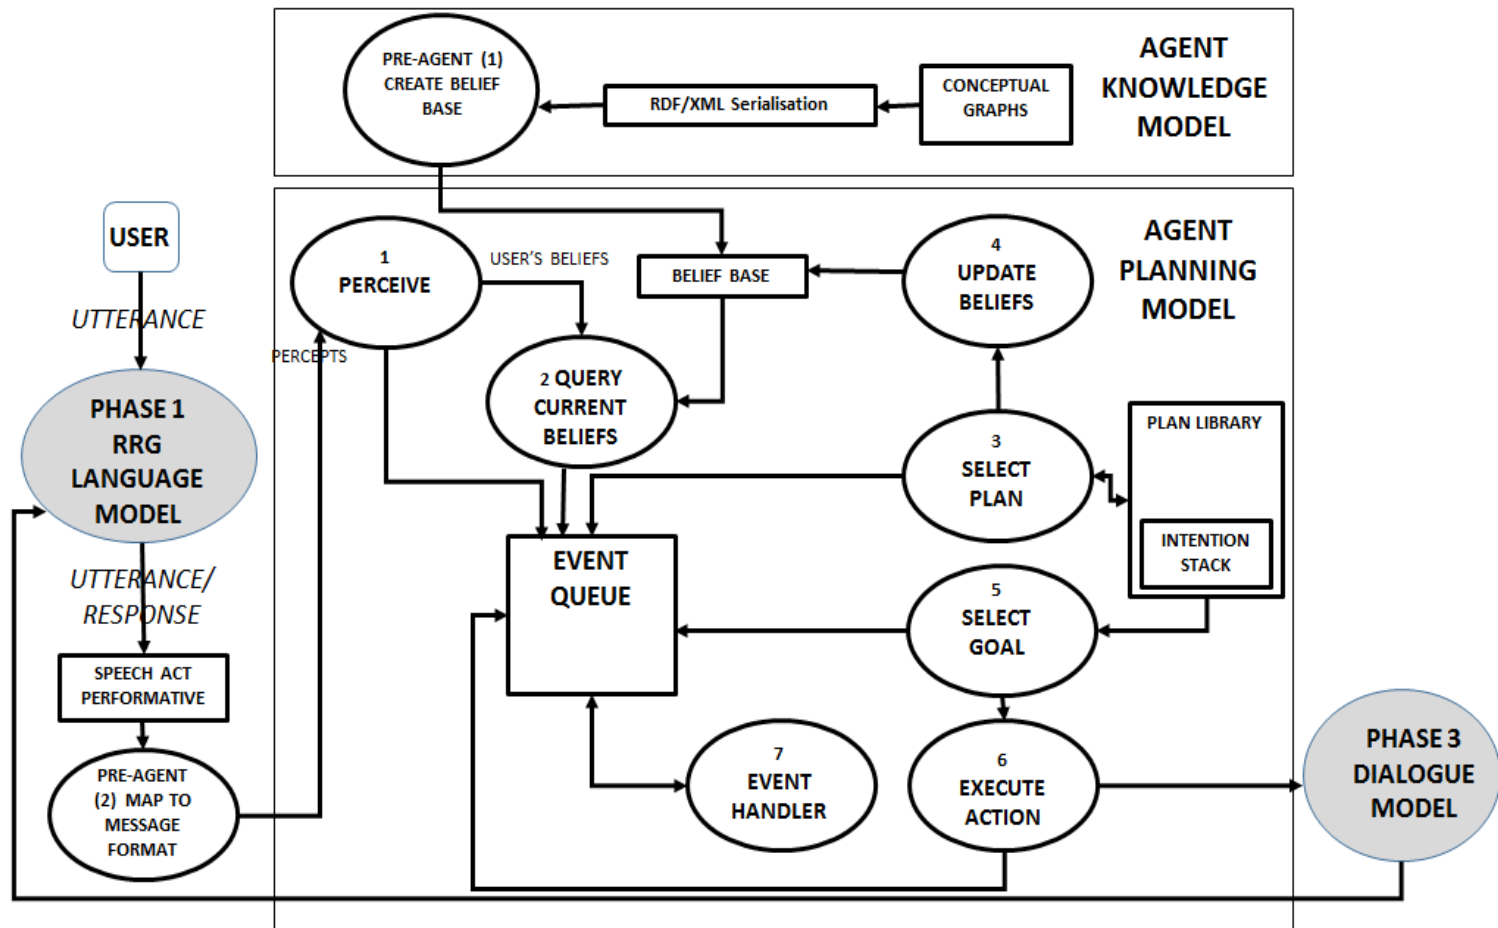 PRE-AGENT (1)
CREATE BELIEF
BASE
RDF/XML Serialisation
CONCEPTUAL
GRAPHS
AGENT
KNOWLEDGE
MODEL
USER
UTTERANCE
1
PERCEIVE
USER'S BELIEFS
BELIEF BASE
4
UPDATE
BELIEFS
AGENT
PLANNING
MODEL
PERCEPTS
2 QUERY
CURRENT
BELIEFS
PHASE 1
RRG
LANGUAGE
MODEL
3
SELECT
PLAN
PLAN LIBRARY
INTENTION
STACK
UTTERANCE/
RESPONSE
EVENT
QUEUE
5
SELECT
GOAL
SPEECH ACT
PERFORMATIVE
PRE-AGENT
(2) MAP TO
MESSAGE
FORMAT
7
EVENT
HANDLER
6
EXECUTE
ACTION
PHASE 3
DIALOGUE
MODEL